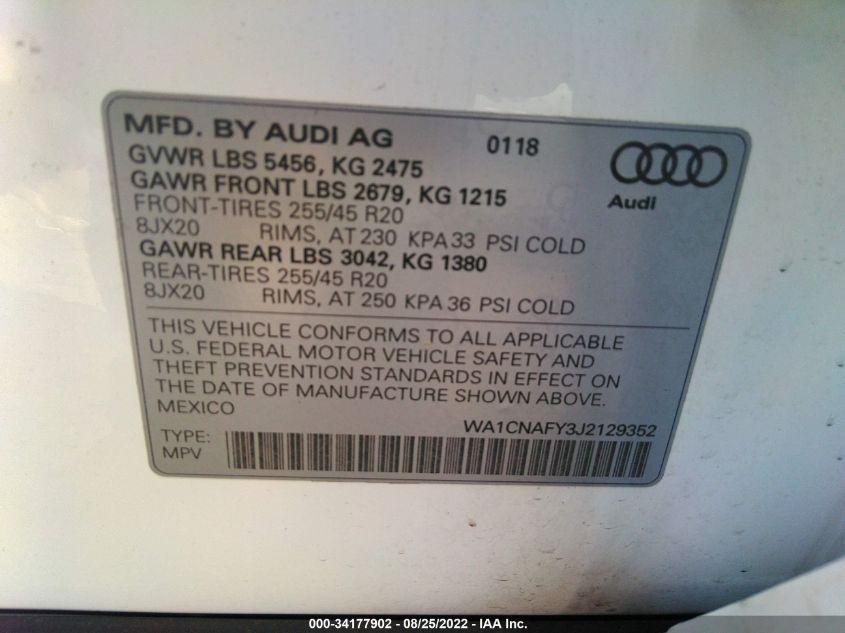 MFD. BY AUDI AG 0118
GVWR LBS 5456, KG 2475
GAWR FRONT LBS 2679, KG 1215
Audi
FRONT-TIRES 255/45 R20
8JX20 RIMS, AT 230 KPA 33 PSI COLD
GAWR REAR LBS 3042, KG 1380
REAR-TIRES 255/45 R20
8JX20 RIMS, AT 250 KPA 36 PSI COLD
THIS VEHICLE CONFORMS TO ALL APPLICABLE
U.S. FEDERAL MOTOR VEHICLE SAFETY AND
THEFT PREVENTION STANDARDS IN EFFECT ON
THE DATE OF MANUFACTURE SHOWN ABOVE.
MEXICO
WA1CNAFY3J2129352
TYPE:
MPV
000-34177902 - 08/25/2022 - IAA Inc.